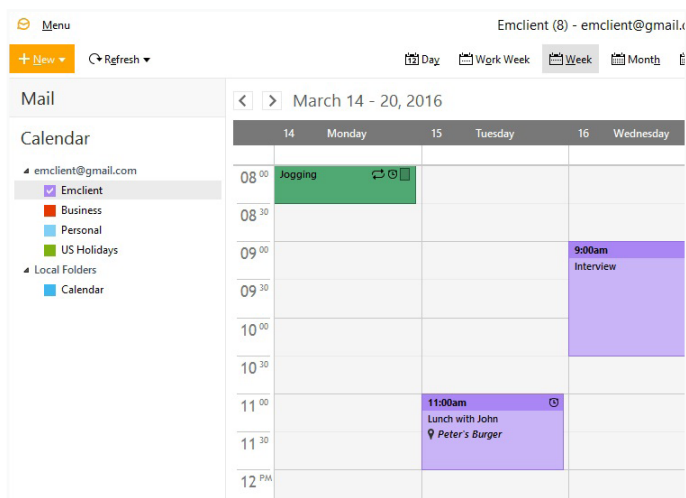 Menu
Emclient (8) - emclient@gmail.
+ New
Refresh
12 Day
Work Week
Week
Month
Mail
March 14 - 20, 2016
Calendar
14 Monday
15 Tuesday
16 Wednesday
emclient@gmail.com
Emclient
Business
Personal
US Holidays
Local Folders
Calendar
08 00
Jogging
08 30
09 00
9:00am
Interview
09 30
10 00
10 30
11 00
11:00am
Lunch with John
Peter's Burger
11 30
12 PM